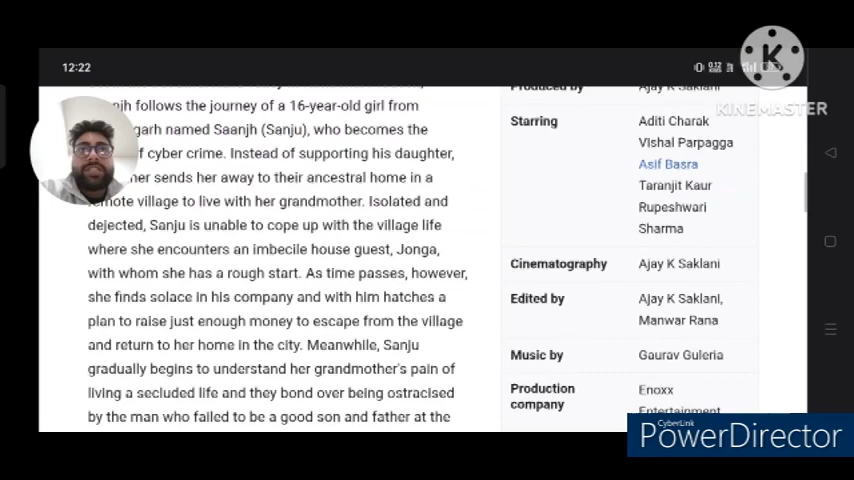 12:22
KINEMASTER
njh follows the journey of a 16-year-old girl from
garh named Saanjh (Sanju), who becomes the
f cyber crime. Instead of supporting his daughter,
her sends her away to their ancestral home in a
remote village to live with her grandmother. Isolated and
dejected, Sanju is unable to cope up with the village life
where she encounters an imbecile house guest, Jonga,
with whom she has a rough start. As time passes, however,
she finds solace in his company and with him hatches a
plan to raise just enough money to escape from the village
and return to her home in the city. Meanwhile, Sanju
gradually begins to understand her grandmother's pain of
living a secluded life and they bond over being ostracised
by the man who failed to be a good son and father at the
Produced by Ajay K Saklani
Starring Aditi Charak
VIshal Parpagga
Asif Basra
Taranjit Kaur
Rupeshwari
Sharma
Cinematography Ajay K Saklani
Edited by Ajay K Saklani,
Manwar Rana
Music by Gaurav Guleria
Production Enoxx
company Entertainment
CyberLink
PowerDirector